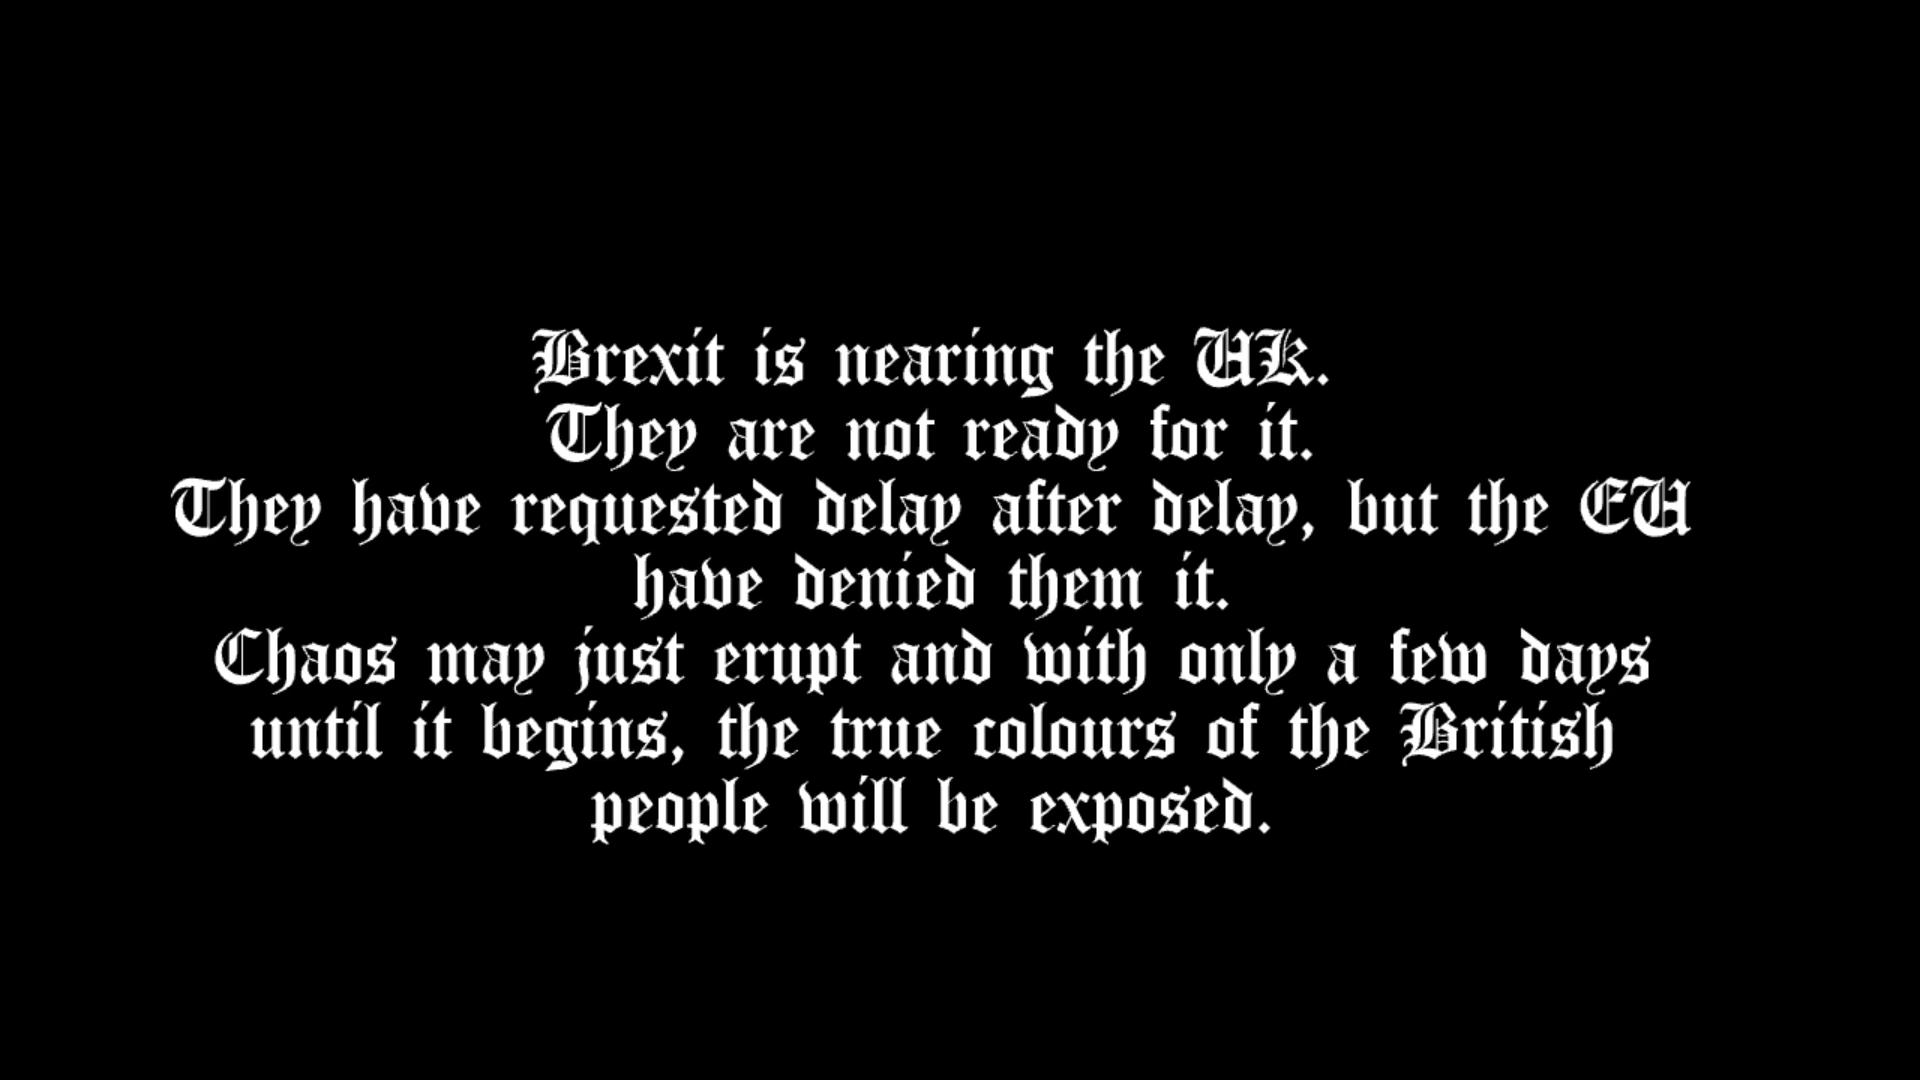 Brexit is nearing the UK.
They are not ready for it.
They have requested delay after delay, but the EU
have denied them it.
Chaos may just erupt and with only a few days
until it begins, the true colours of the British
people will be exposed.